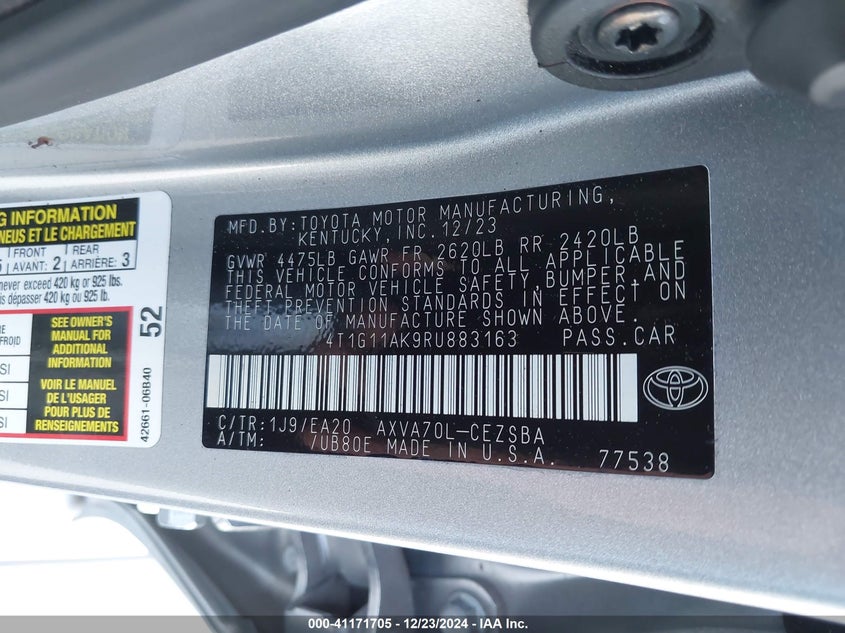 G INFORMATION
NEUS ET LE CHARGEMENT
FRONT
REAR
AVANT: 2
ARRIÈRE: 3
never exceed 420 kg or 925 lbs.
dépasser 420 kg ou 925 lb.
SEE OWNER'S
MANUAL FOR
ADDITIONAL
INFORMATION
VOIR LE MANUEL
DE L'USAGER
POUR PLUS DE
RENSEIGNEMENTS
52
42661-06B40
MFD.BY:TOYOTA MOTOR MANUFACTURING,
KENTUCKY,INC.12/23
GVWR 4475LB GAWR FR 2620LB RR 2420LB
THIS VEHICLE CONFORMS TO ALL APPLICABLE
FEDERAL MOTOR VEHICLE SAFETY,BUMPER,AND
THEFT PREVENTION STANDARDS IN EFFECT ON
THE DATE OF MANUFACTURE SHOWN ABOVE.
4T1G11AK9RU883163 PASS.CAR
C/TR:1J9/EA20 AXVA70L-CEZSBA
A/TM: /UB80E MADE IN U.S.A. 77538
000-41171705 - 12/23/2024 - IAA Holdings, LLC.